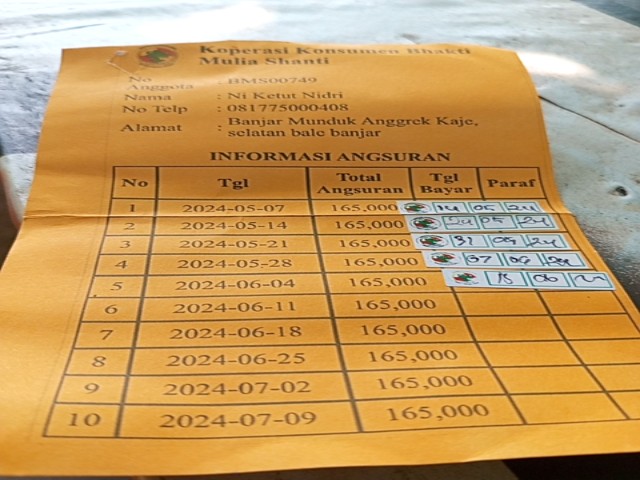 Koperasi Konsumen Bhakti
Mulia Shanti
No Anggota : BMS00749
Nama : Ni Ketut Nidri
No Telp : 081775000408
Alamat : Banjar Munduk Anggrek Kaje,
selatan bale banjar
INFORMASI ANGSURAN
No Tgl Total Angsuran Tgl Bayar Paraf
1 2024-05-07 165,000 05 24
2 2024-05-14 165,000 05 24
3 2024-05-21 165,000 31 05 24
4 2024-05-28 165,000 07 06 24
5 2024-06-04 165,000 06
6 2024-06-11 165,000
7 2024-06-18 165,000
8 2024-06-25 165,000
9 2024-07-02 165,000
10 2024-07-09 165,000